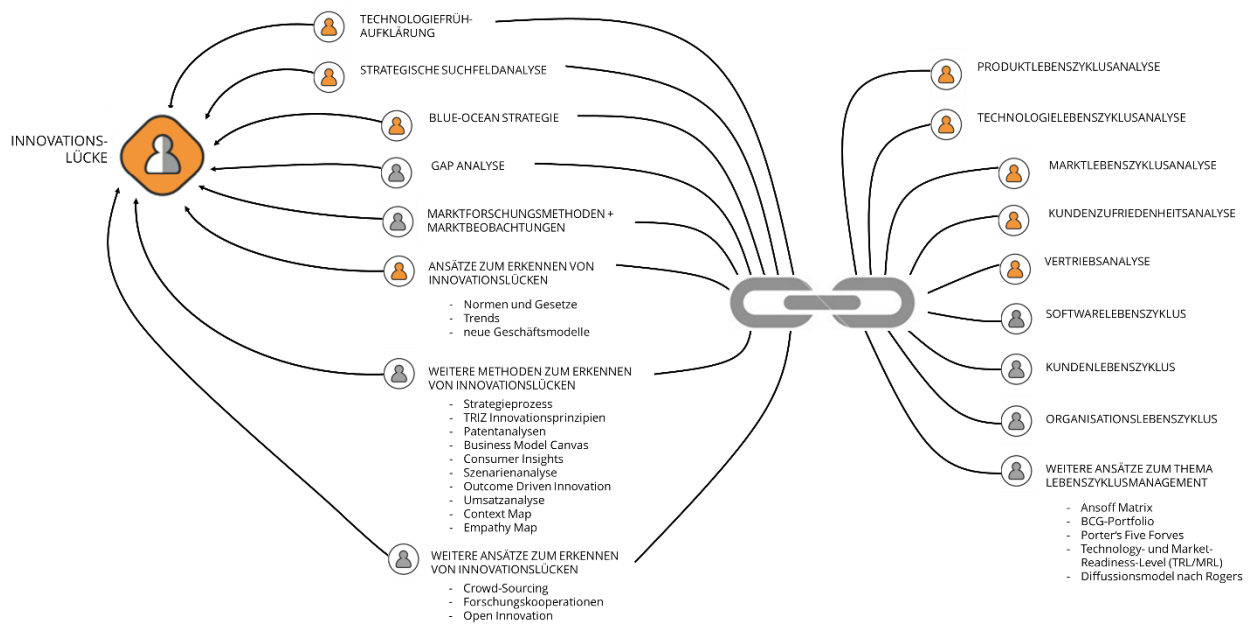 INNOVATIONS-
LÜCKE
TECHNOLOGIEFRÜH-
AUFKLÄRUNG
STRATEGISCHE SUCHFELDANALYSE
BLUE-OCEAN STRATEGIE
GAP ANALYSE
MARKTFORSCHUNGSMETHODEN +
MARKTBEOBACHTUNGEN
ANSÄTZE ZUM ERKENNEN VON
INNOVATIONSLÜCKEN
- Normen und Gesetze
- Trends
- neue Geschäftsmodelle
WEITERE METHODEN ZUM ERKENNEN
VON INNOVATIONSLÜCKEN
- Strategieprozess
- TRIZ Innovationsprinzipien
- Patentanalysen
- Business Model Canvas
- Consumer Insights
- Szenarienanalyse
- Outcome Driven Innovation
- Umsatzanalyse
- Context Map
- Empathy Map
WEITERE ANSÄTZE ZUM ERKENNEN
VON INNOVATIONSLÜCKEN
- Crowd-Sourcing
- Forschungskooperationen
- Open Innovation
PRODUKTLEBENSZYKLUSANALYSE
TECHNOLOGIELEBENSZYKLUSANALYSE
MARKTLEBENSZYKLUSANALYSE
KUNDENZUFRIEDENHEITSANALYSE
VERTRIEBSANALYSE
SOFTWARELEBENSZYKLUS
KUNDENLEBENSZYKLUS
ORGANISATIONSLEBENSZYKLUS
WEITERE ANSÄTZE ZUM THEMA
LEBENSZYKLUSMANAGEMENT
- Ansoff Matrix
- BCG-Portfolio
- Porter's Five Forves
- Technology- und Market-
Readiness-Level (TRL/MRL)
- Diffussionsmodel nach Rogers